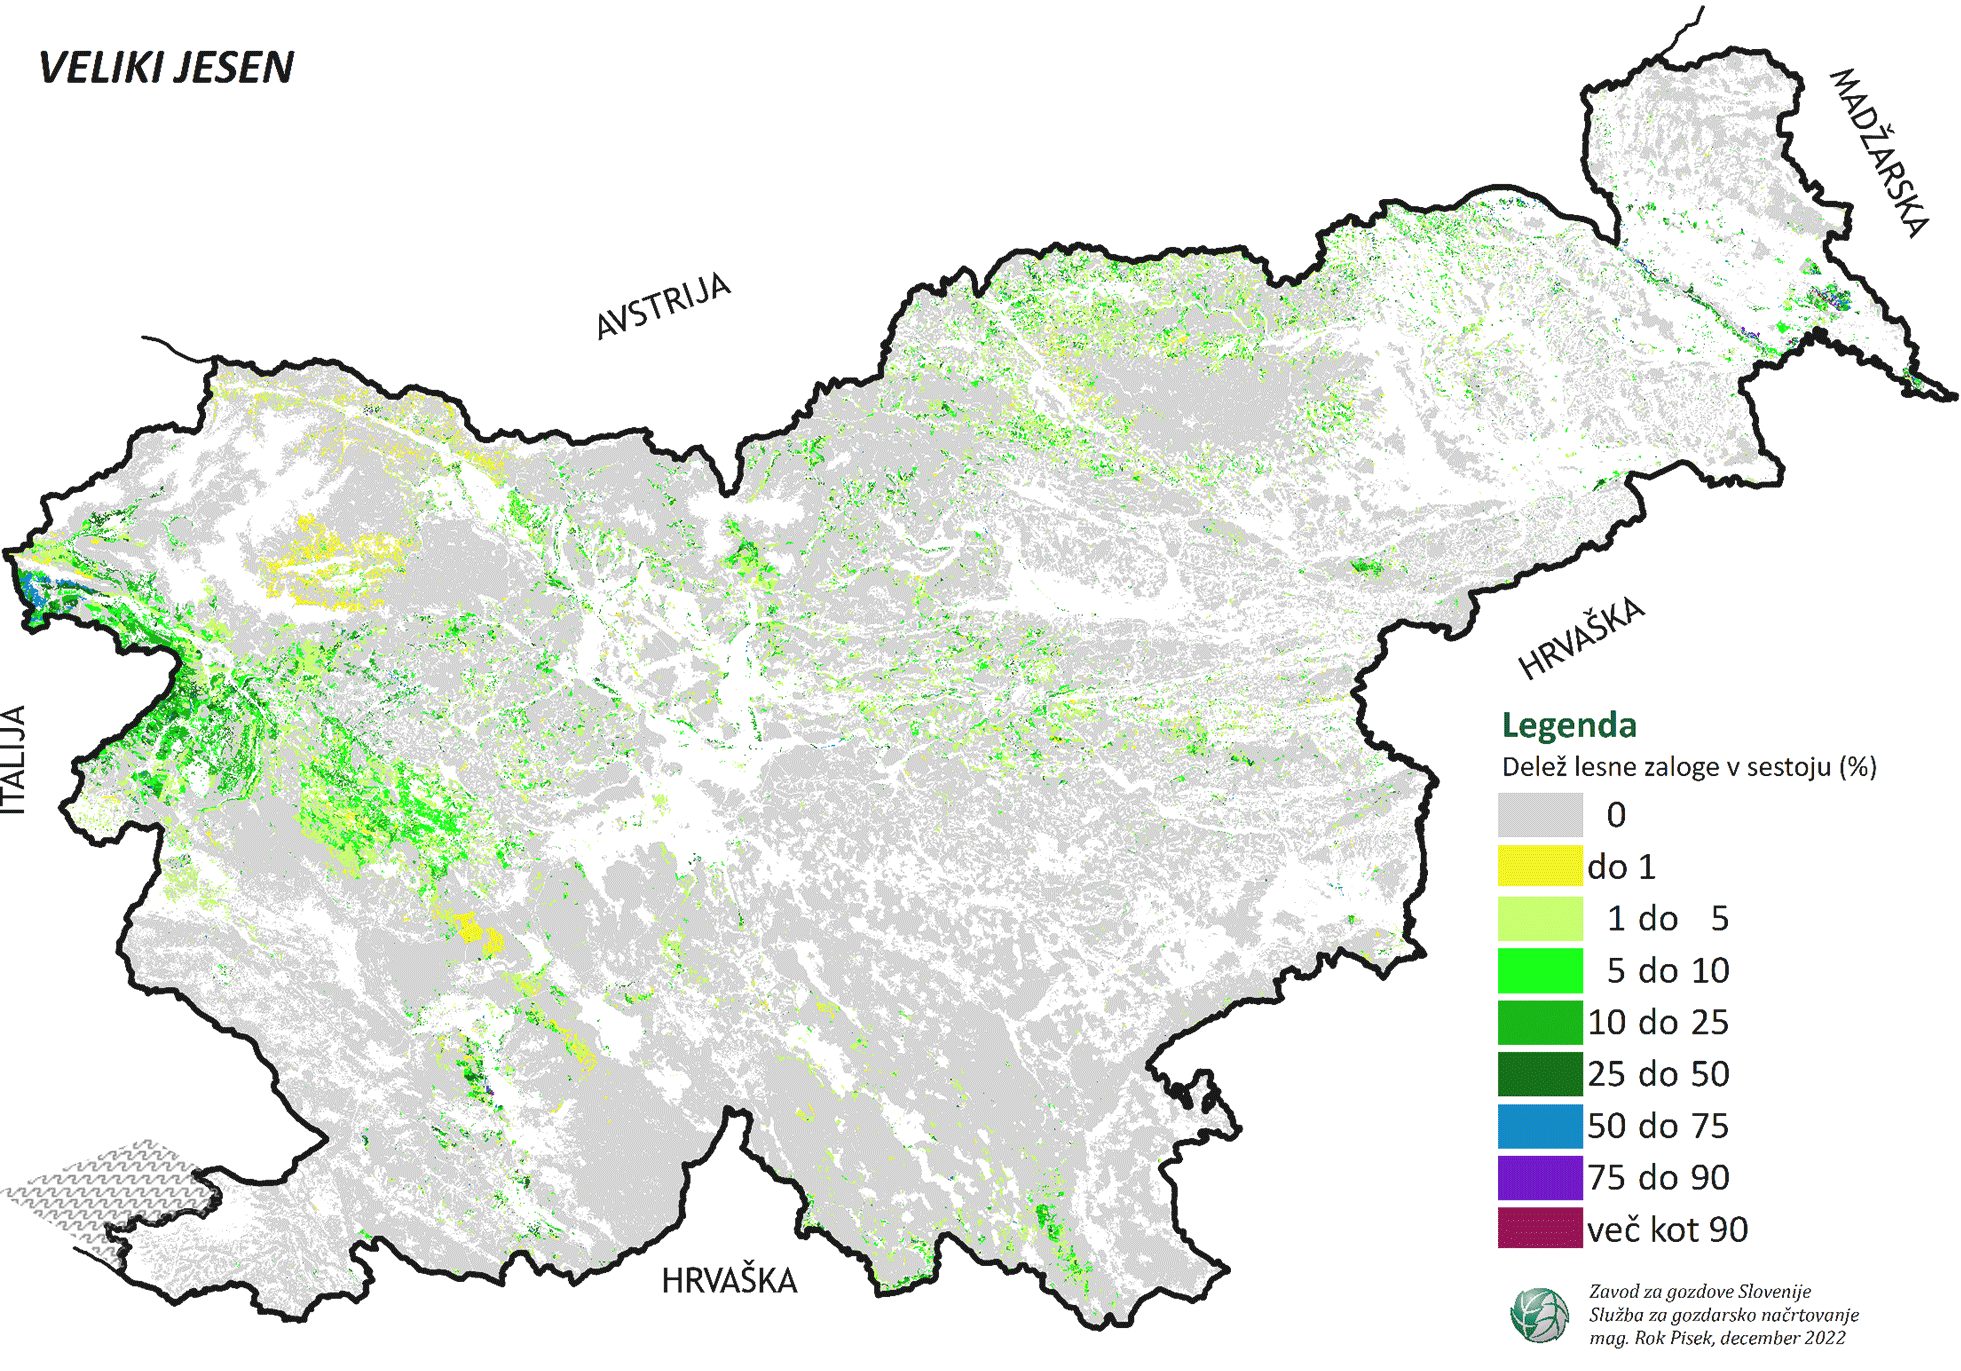 VELIKI JESEN
MADŽARSKA
AVSTRIJA
HRVAŠKA
ITALIJA
HRVAŠKA
Legenda
Delež lesne zaloge v sestoju (%)
0
do 1
1 do 5
5 do 10
10 do 25
25 do 50
50 do 75
75 do 90
več kot 90
Zavod za gozdove Slovenije
Služba za gozdarsko načrtovanje
mag. Rok Pisek, december 2022